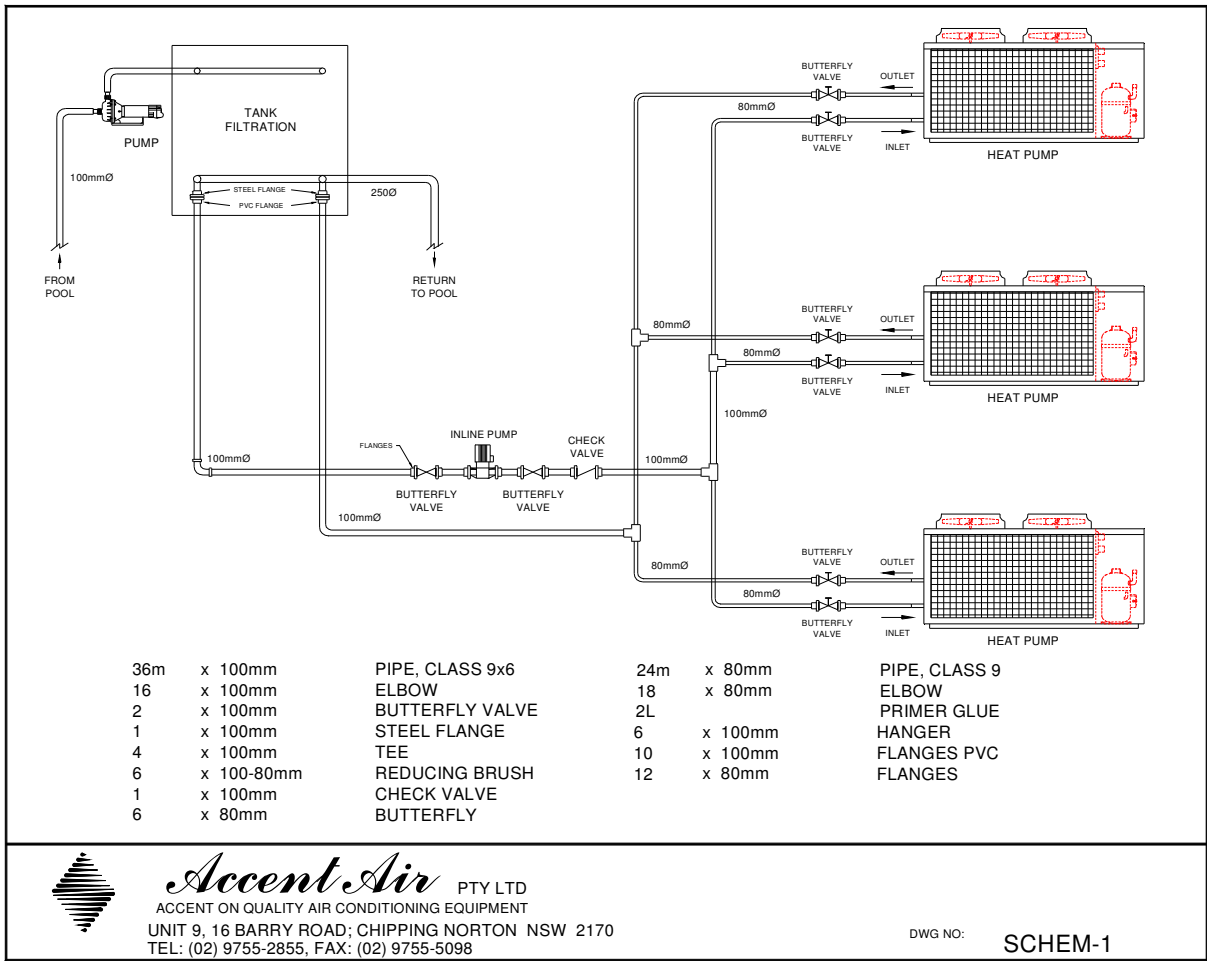 BUTTERFLY
VALVE
OUTLET
80mmØ
BUTTERFLY
VALVE
INLET
HEAT PUMP
TANK
FILTRATION
PUMP
100mmØ
STEEL FLANGE
PVC FLANGE
250Ø
FROM
POOL
RETURN
TO POOL
BUTTERFLY
VALVE
OUTLET
80mmØ
80mmØ
BUTTERFLY
VALVE
INLET
HEAT PUMP
100mmØ
FLANGES
INLINE PUMP
CHECK
VALVE
100mmØ
100mmØ
BUTTERFLY
VALVE
BUTTERFLY
VALVE
100mmØ
BUTTERFLY
VALVE
OUTLET
80mmØ
80mmØ
BUTTERFLY
VALVE
INLET
HEAT PUMP
36m x 100mm PIPE, CLASS 9x6
16 x 100mm ELBOW
2 x 100mm BUTTERFLY VALVE
1 x 100mm STEEL FLANGE
4 x 100mm TEE
6 x 100-80mm REDUCING BRUSH
1 x 100mm CHECK VALVE
6 x 80mm BUTTERFLY
24m x 80mm PIPE, CLASS 9
18 x 80mm ELBOW
2L PRIMER GLUE
6 x 100mm HANGER
10 x 100mm FLANGES PVC
12 x 80mm FLANGES
Accent Air PTY LTD
ACCENT ON QUALITY AIR CONDITIONING EQUIPMENT
UNIT 9, 16 BARRY ROAD; CHIPPING NORTON NSW 2170
TEL: (02) 9755-2855, FAX: (02) 9755-5098
DWG NO: SCHEM-1